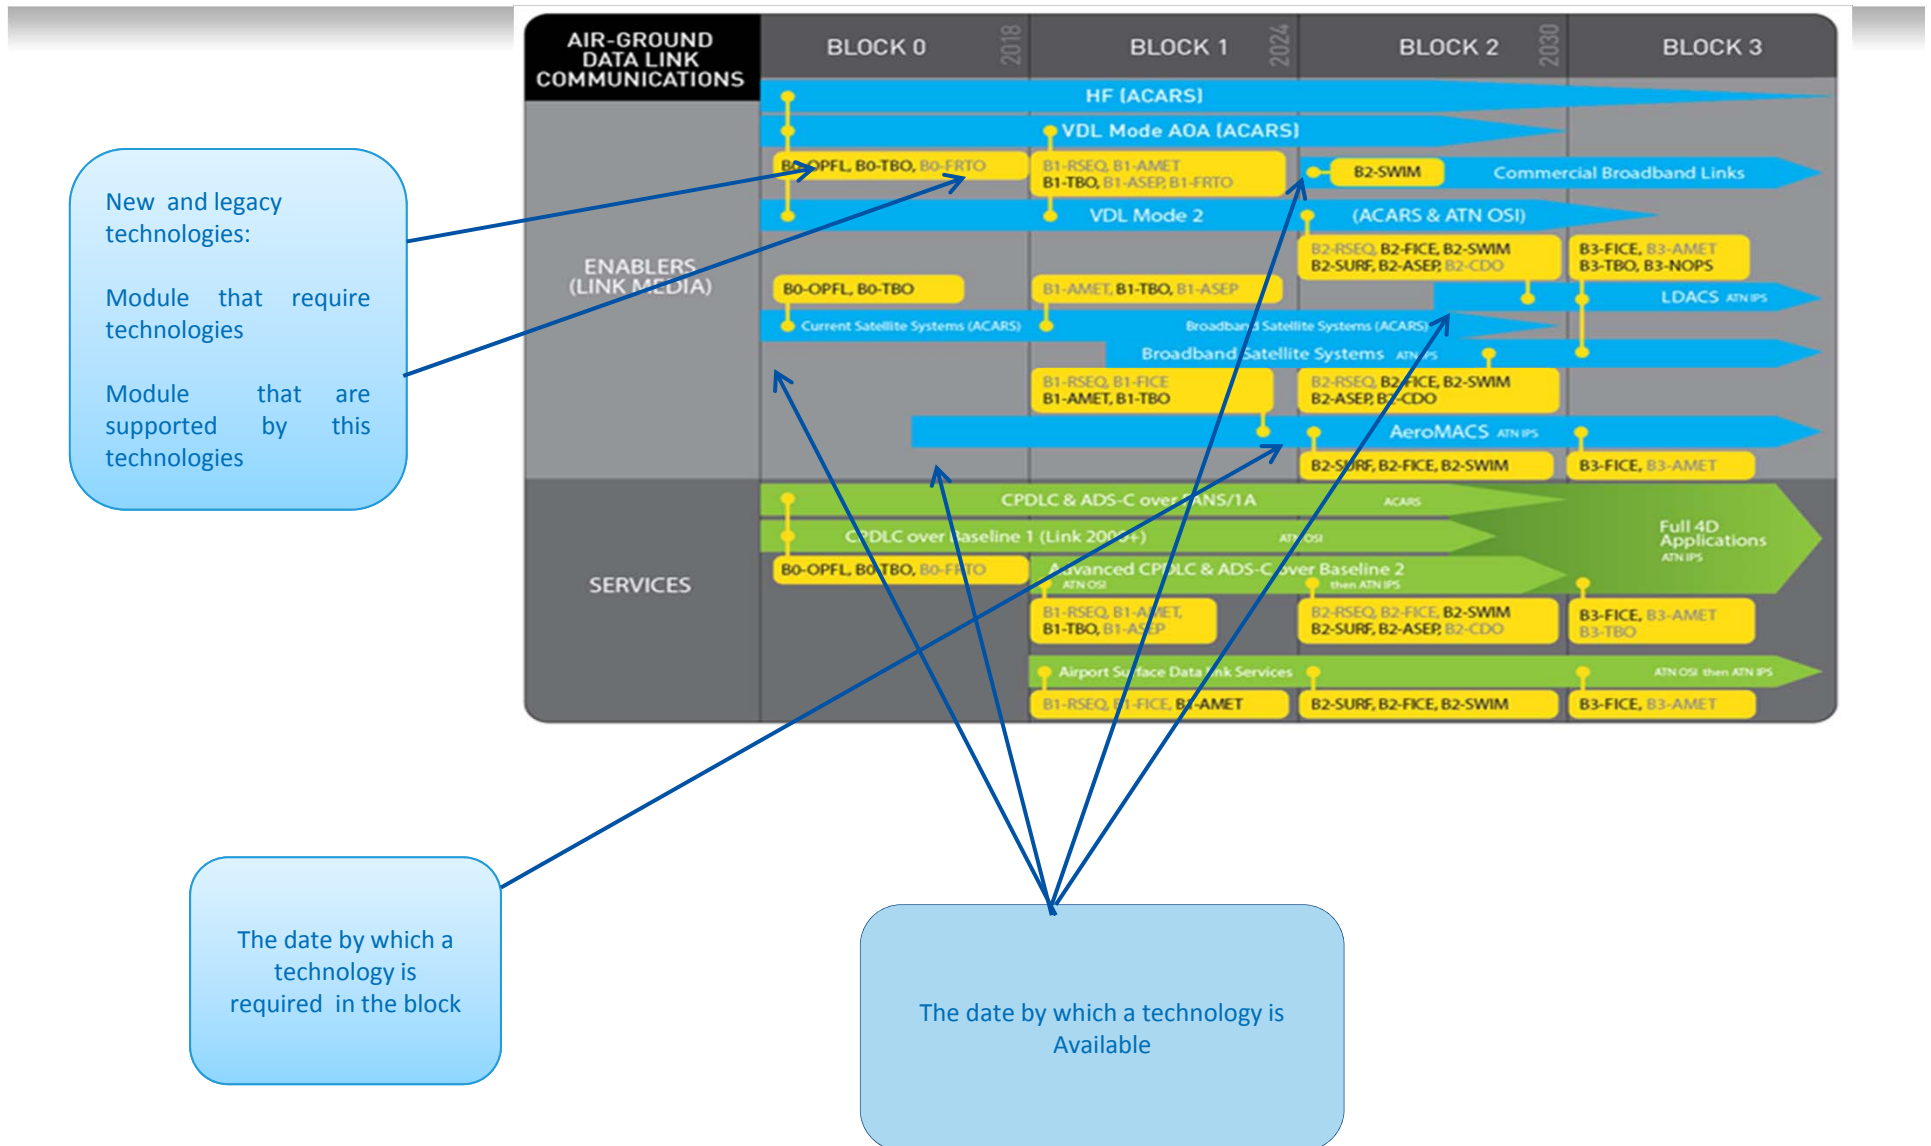 AIR-GROUND
DATA LINK
COMMUNICATIONS
BLOCK 0
2018
BLOCK 1
2024
BLOCK 2
2030
BLOCK 3
HF (ACARS)
VDL Mode AOA (ACARS)
B0-OPFL, B0-TBO, B0-FRTO
B1-RSEQ, B1-AMET
B1-TBO, B1-ASEP, B1-FRTO
B2-SWIM
Commercial Broadband Links
VDL Mode 2
(ACARS & ATN OSI)
ENABLERS
(LINK MEDIA)
B2-RSEQ, B2-FICE, B2-SWIM
B2-SURF, B2-ASEP, B2-CDO
B3-FICE, B3-AMET
B3-TBO, B3-NOPS
B0-OPFL, B0-TBO
B1-AMET, B1-TBO, B1-ASEP
LDACS ATN IPS
Current Satellite Systems (ACARS)
Broadband Satellite Systems (ACARS)
Broadband Satellite Systems ATN IPS
B1-RSEQ, B1-FICE
B1-AMET, B1-TBO
B2-RSEQ, B2-FICE, B2-SWIM
B2-ASEP, B2-CDO
AeroMACS ATN IPS
B2-SURF, B2-FICE, B2-SWIM
B3-FICE, B3-AMET
SERVICES
CPDLC & ADS-C over FANS/1A
ACARS
CPDLC over Baseline 1 (Link 2000+)
ATN OSI
Full 4D
Applications
ATN IPS
B0-OPFL, B0-TBO, B0-FRTO
Advanced CPDLC & ADS-C over Baseline 2
ATN OSI
then ATN IPS
B1-RSEQ, B1-AMET,
B1-TBO, B1-ASEP
B2-RSEQ, B2-FICE, B2-SWIM
B2-SURF, B2-ASEP, B2-CDO
B3-FICE, B3-AMET
B3-TBO
Airport Surface Data Link Services
ATN OSI then ATN IPS
B1-RSEQ, B1-FICE, B1-AMET
B2-SURF, B2-FICE, B2-SWIM
B3-FICE, B3-AMET
New and legacy
technologies:
Module that require
technologies
Module that are
supported by this
technologies
The date by which a
technology is
required in the block
The date by which a technology is
Available